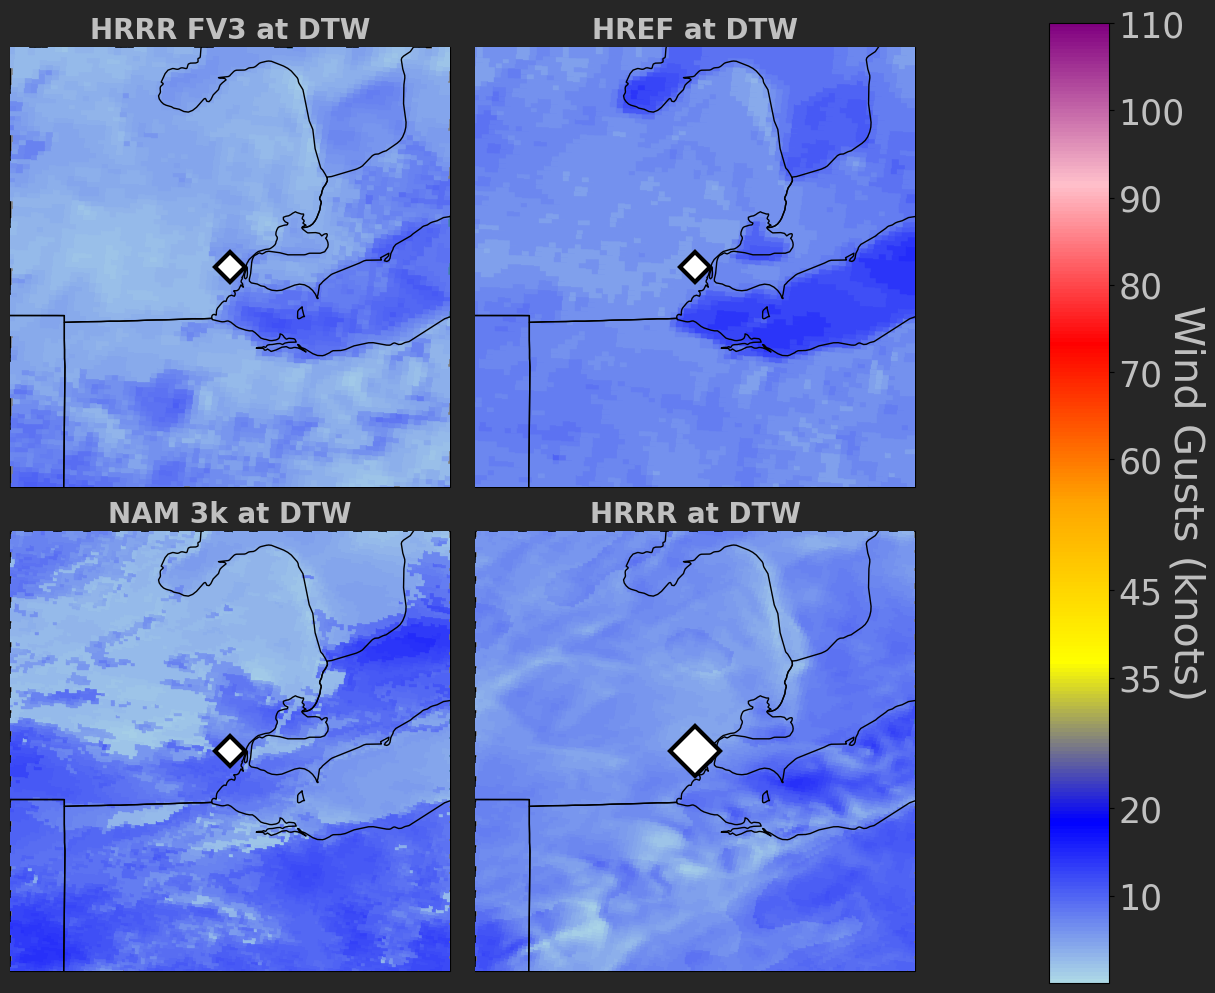 HRRR FV3 at DTW
HREF at DTW
NAM 3k at DTW
HRRR at DTW
110
100
90
80
70
60
45
35
20
10
Wind Gusts (knots)